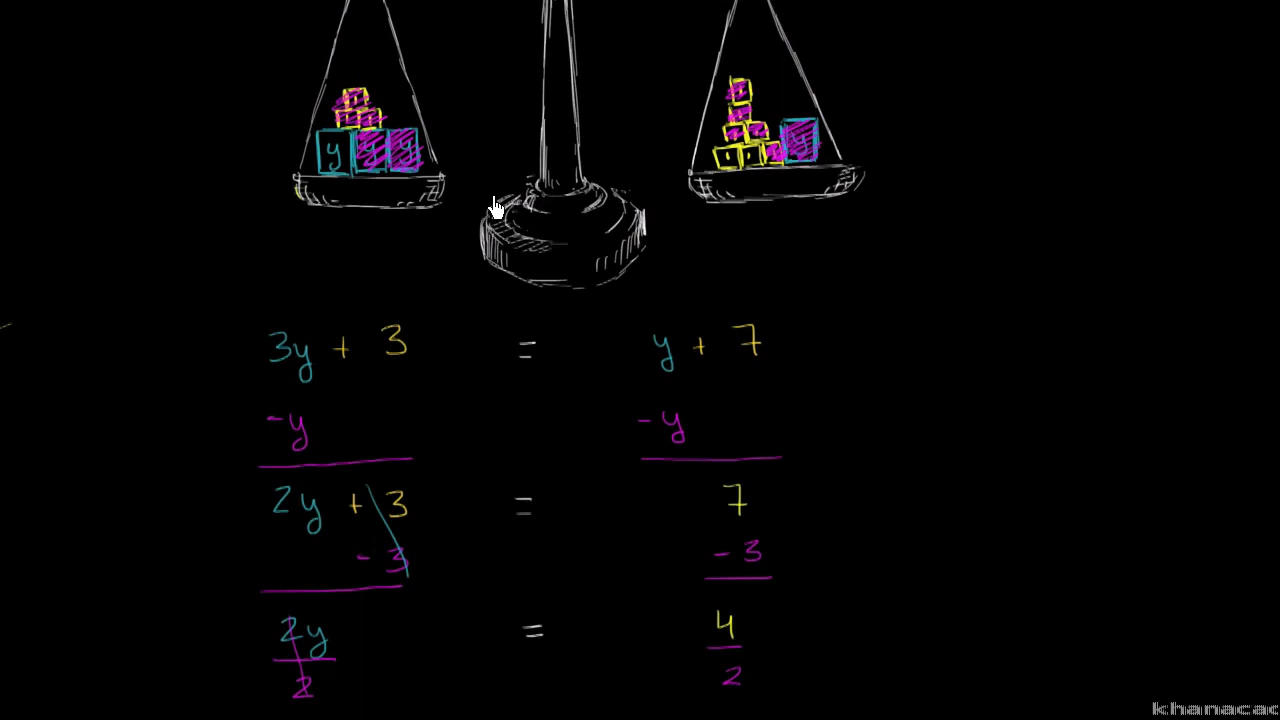 y y y
y
3y + 3 = y + 7
-y -y
2y + 3 = 7
- 3 - 3
2y = 4
2 2
khanacac